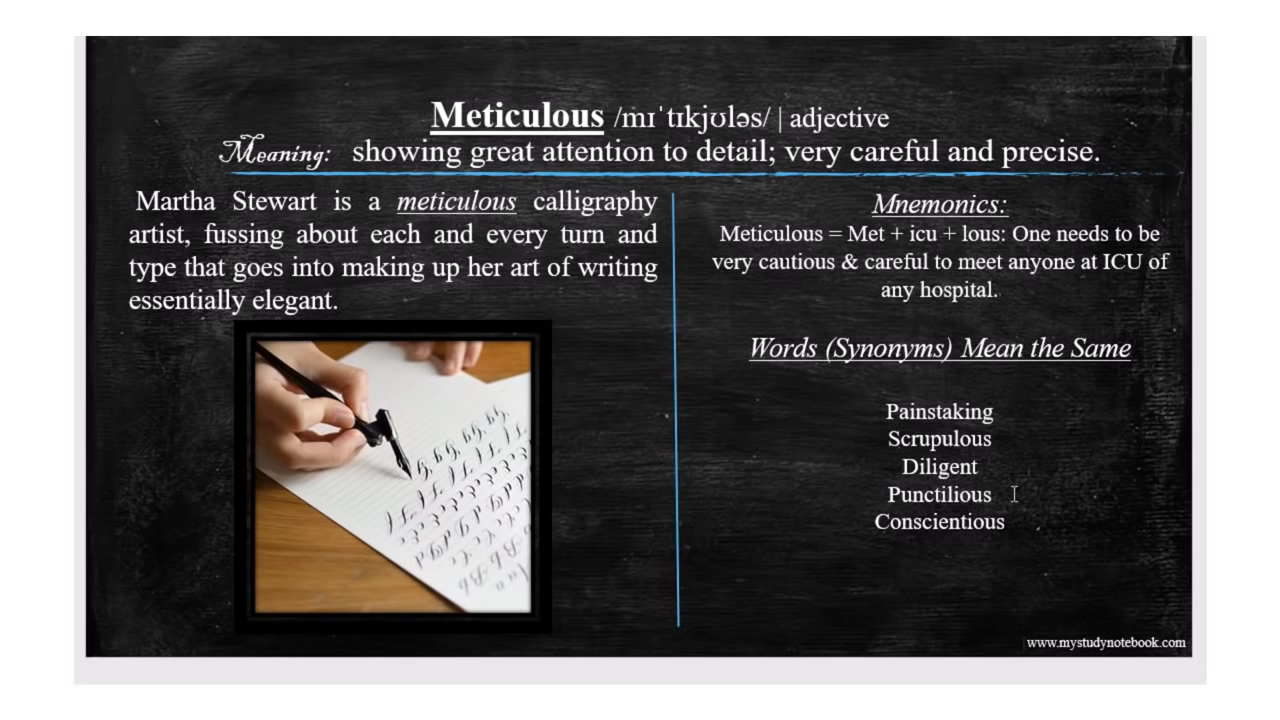 Meticulous /mɪˈtɪkjʊləs/ | adjective
Meaning: showing great attention to detail; very careful and precise.
Martha Stewart is a meticulous calligraphy
artist, fussing about each and every turn and
type that goes into making up her art of writing
essentially elegant.
Mnemonics:
Meticulous = Met + icu + lous: One needs to be
very cautious & careful to meet anyone at ICU of
any hospital.
Words (Synonyms) Mean the Same
Painstaking
Scrupulous
Diligent
Punctilious
Conscientious
www.mystudynotebook.com